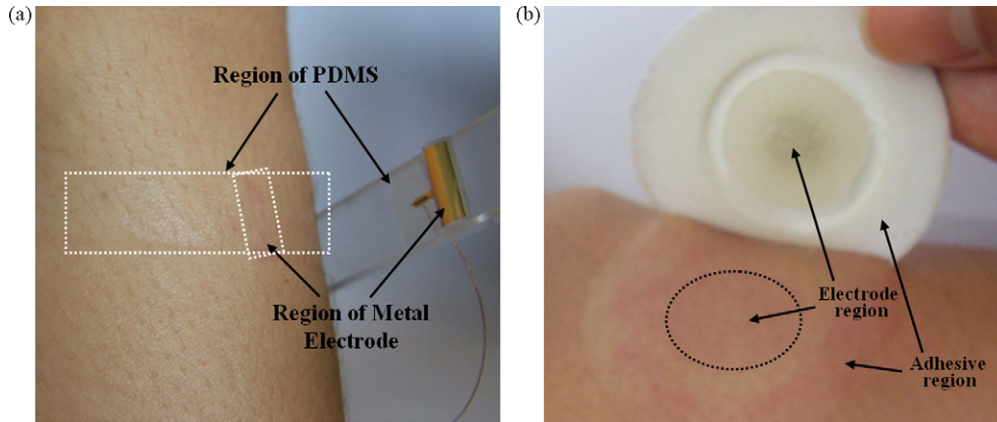 (a)
Region of PDMS
Region of Metal
Electrode
(b)
Electrode
region
Adhesive
region